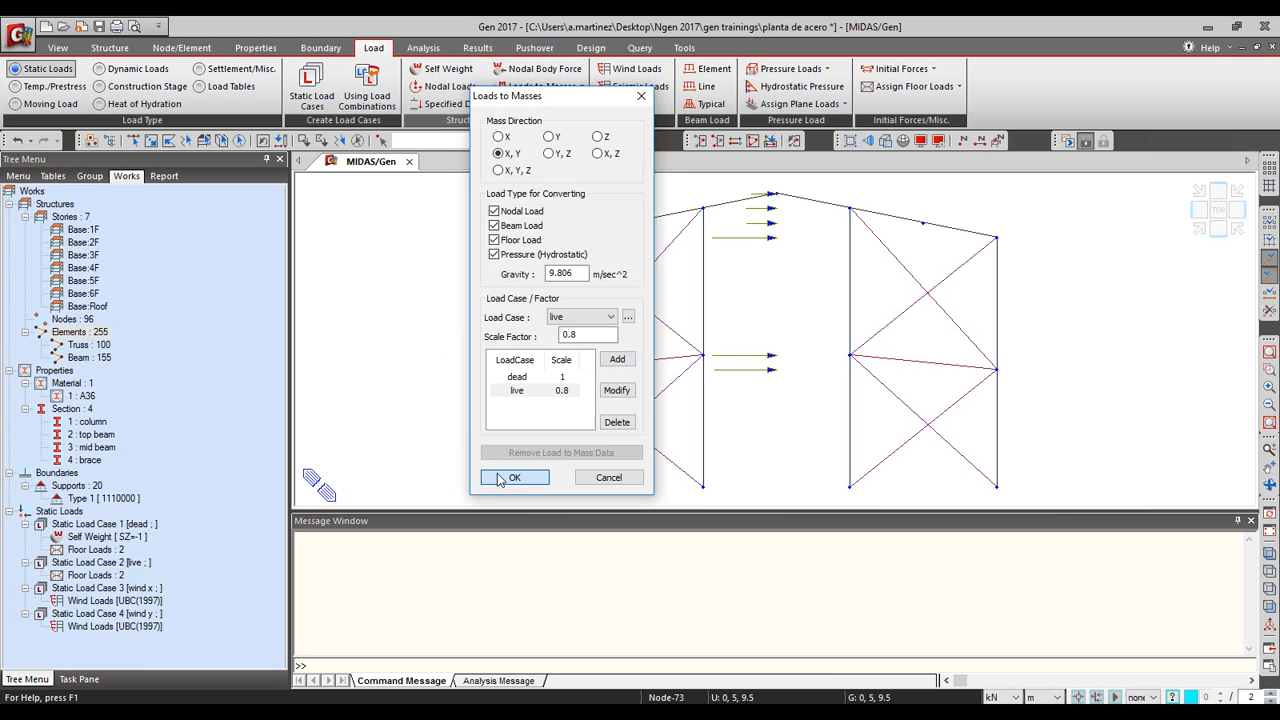 Gen 2017 - [C:\Users\a.martinez\Desktop\Ngen 2017\gen trainings\planta de acero *] - [MIDAS/Gen]
View Structure Node/Element Properties Boundary Load Analysis Results Pushover Design Query Tools Help
Static Loads Dynamic Loads Settlement/Misc.
Temp./Prestress Construction Stage Load Tables
Moving Load Heat of Hydration
Load Type
Static Load Cases
Using Load Combinations
Create Load Cases
Self Weight Nodal Body Force Wind Loads
Nodal Loads
Element
Line
Typical
Beam Load
Pressure Loads
Hydrostatic Pressure
Assign Plane Loads
Pressure Load
Initial Forces
Assign Floor Loads
Initial Forces/Misc.
Tree Menu
Menu Tables Group Works Report
MIDAS/Gen
Works
Structures
Stories : 7
Base:1F
Base:2F
Base:3F
Base:4F
Base:5F
Base:6F
Base:Roof
Nodes : 96
Elements : 255
Truss : 100
Beam : 155
Properties
Material : 1
1 : A36
Section : 4
1 : column
2 : top beam
3 : mid beam
4 : brace
Boundaries
Supports : 20
Type 1 [ 1110000 ]
Static Loads
Static Load Case 1 [dead ; ]
Self Weight [ SZ=-1 ]
Floor Loads : 2
Static Load Case 2 [live ; ]
Floor Loads : 2
Static Load Case 3 [wind x ; ]
Wind Loads [UBC(1997)]
Static Load Case 4 [wind y ; ]
Wind Loads [UBC(1997)]
Tree Menu Task Pane
Loads to Masses
Mass Direction
X Y Z
X, Y Y, Z X, Z
X, Y, Z
Load Type for Converting
Nodal Load
Beam Load
Floor Load
Pressure (Hydrostatic)
Gravity : 9.806 m/sec^2
Load Case / Factor
Load Case : live ...
Scale Factor : 0.8
LoadCase Scale
dead 1
live 0.8
Add
Modify
Delete
Remove Load to Mass Data
OK Cancel
TOP
Message Window
>>
Command Message Analysis Message
For Help, press F1 Node-73 U: 0, 5, 9.5 G: 0, 5, 9.5 kN m none ? / 2